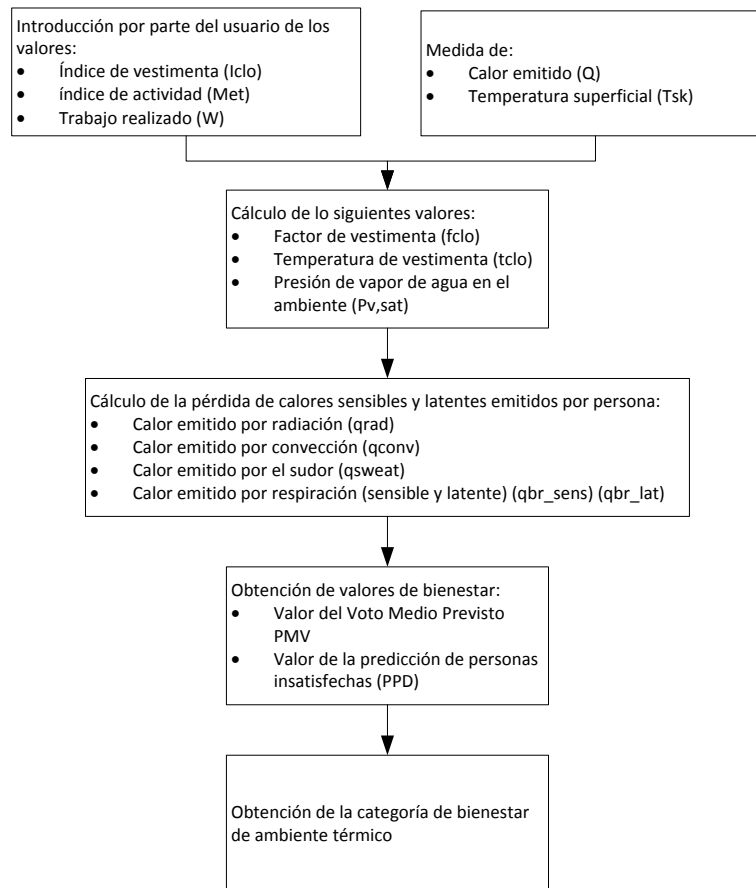 Introducción por parte del usuario de los
valores:
• Índice de vestimenta (Iclo)
• índice de actividad (Met)
• Trabajo realizado (W)
Medida de:
• Calor emitido (Q)
• Temperatura superficial (Tsk)
Cálculo de lo siguientes valores:
• Factor de vestimenta (fclo)
• Temperatura de vestimenta (tclo)
• Presión de vapor de agua en el
ambiente (Pv,sat)
Cálculo de la pérdida de calores sensibles y latentes emitidos por persona:
• Calor emitido por radiación (qrad)
• Calor emitido por convección (qconv)
• Calor emitido por el sudor (qsweat)
• Calor emitido por respiración (sensible y latente) (qbr_sens) (qbr_lat)
Obtención de valores de bienestar:
• Valor del Voto Medio Previsto
PMV
• Valor de la predicción de personas
insatisfechas (PPD)
Obtención de la categoría de bienestar
de ambiente térmico